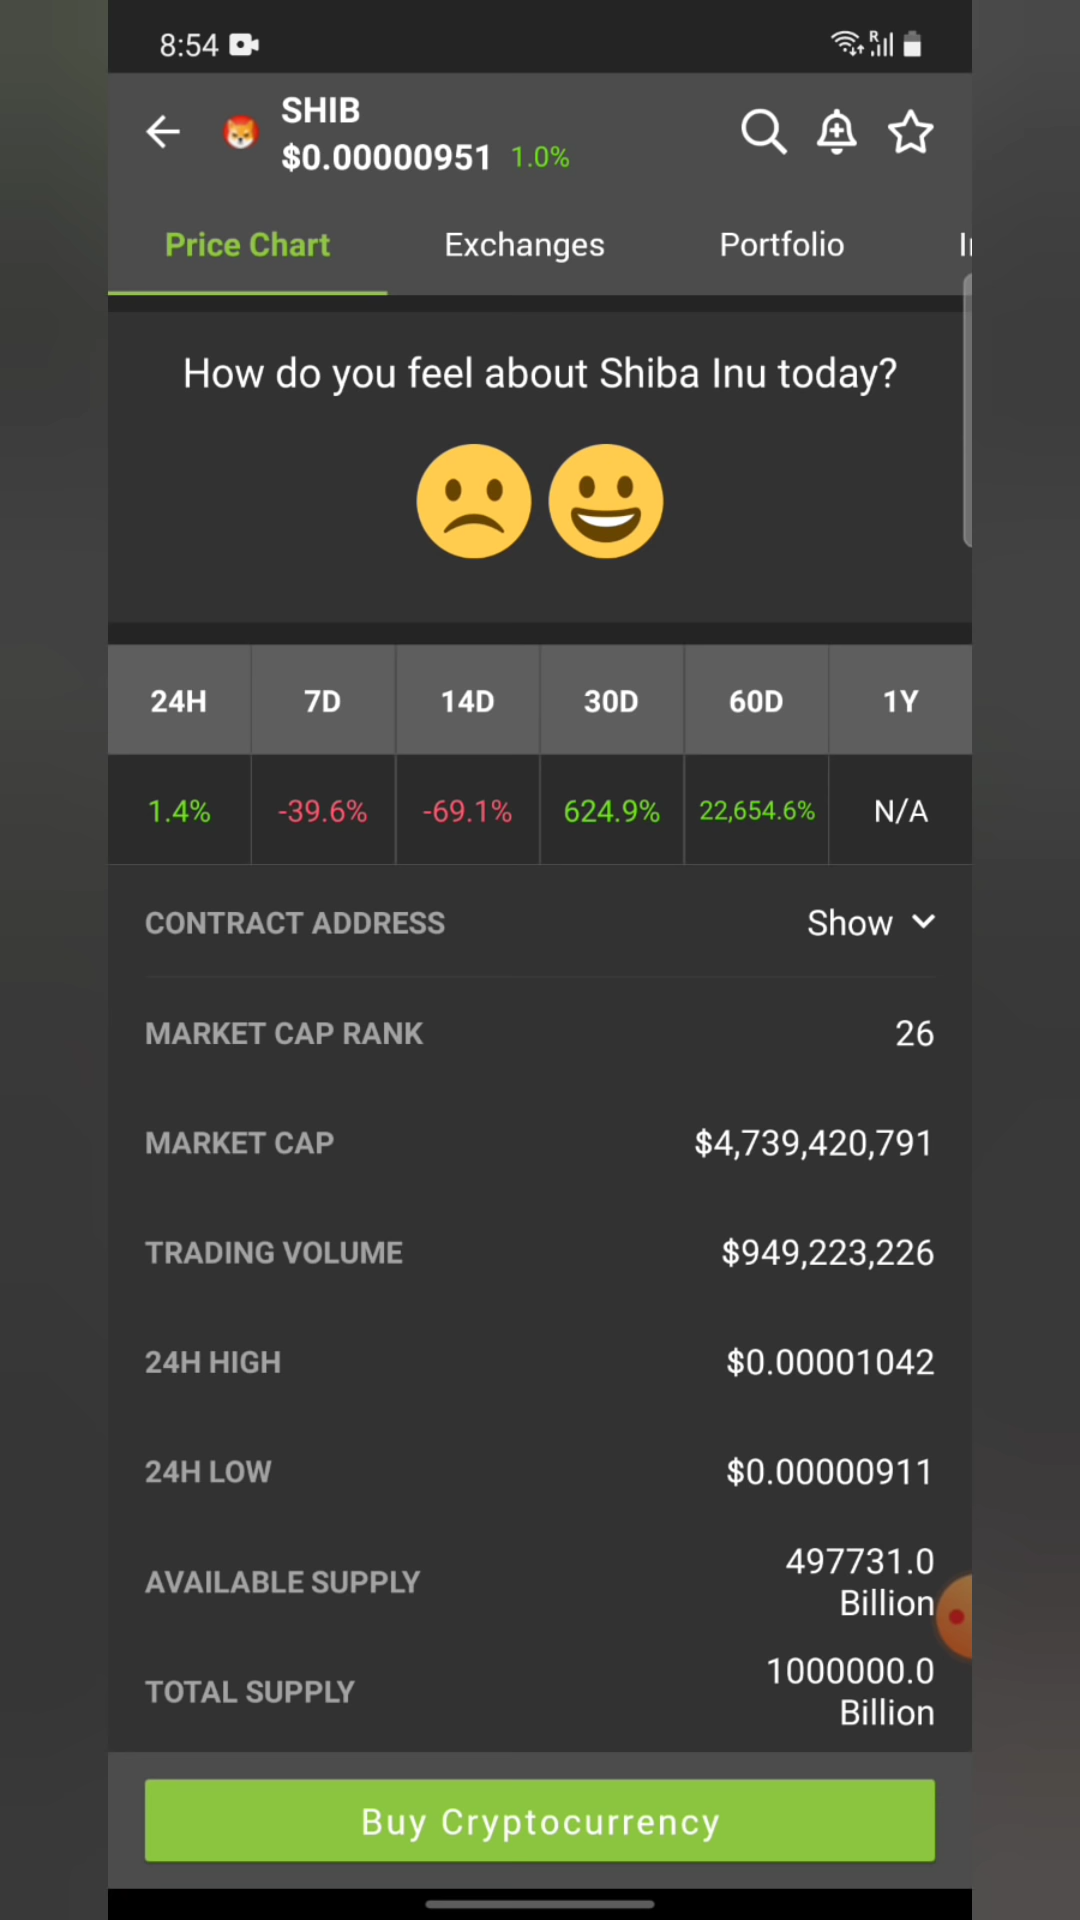 8:54
R
SHIB
$0.00000951 1.0%
Price Chart Exchanges Portfolio
How do you feel about Shiba Inu today?
24H 7D 14D 30D 60D 1Y
1.4% -39.6% -69.1% 624.9% 22,654.6% N/A
CONTRACT ADDRESS Show
MARKET CAP RANK 26
MARKET CAP $4,739,420,791
TRADING VOLUME $949,223,226
24H HIGH $0.00001042
24H LOW $0.00000911
AVAILABLE SUPPLY 497731.0
Billion
TOTAL SUPPLY 1000000.0
Billion
Buy Cryptocurrency